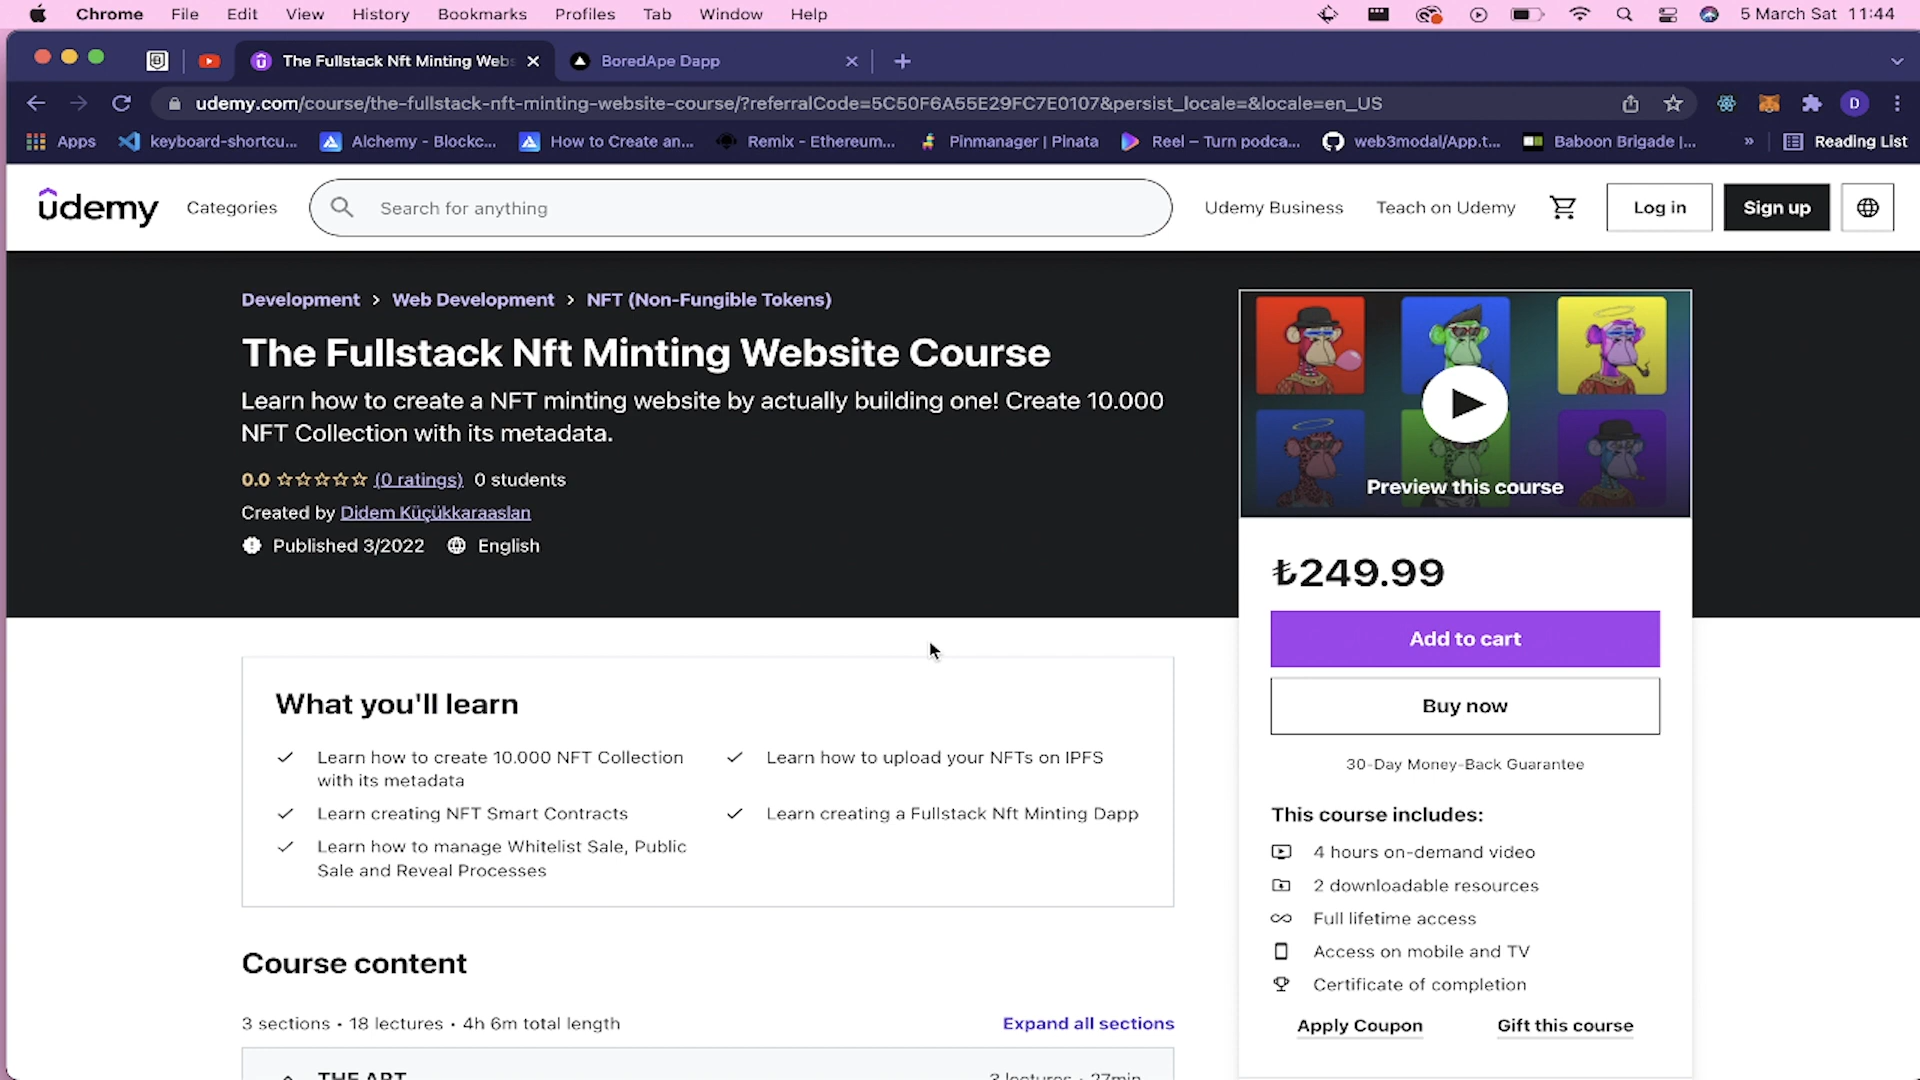 Chrome File Edit View History Bookmarks Profiles Tab Window Help 5 March Sat 11:44
The Fullstack Nft Minting Webs BoredApe Dapp
udemy.com/course/the-fullstack-nft-minting-website-course/?referralCode=5C50F6A55E29FC7E0107&persist_locale=&locale=en_US D
Apps keyboard-shortcu... Alchemy - Blockc... How to Create an... Remix - Ethereum... Pinmanager | Pinata Reel – Turn podca... web3modal/App.t... Baboon Brigade |... » Reading List
ûdemy Categories Search for anything Udemy Business Teach on Udemy Log in Sign up
Development > Web Development > NFT (Non-Fungible Tokens)
The Fullstack Nft Minting Website Course
Learn how to create a NFT minting website by actually building one! Create 10.000
NFT Collection with its metadata.
0.0 (0 ratings) 0 students
Created by Didem Küçükkaraaslan
Published 3/2022 English
Preview this course
₺249.99
Add to cart
Buy now
30-Day Money-Back Guarantee
This course includes:
4 hours on-demand video
2 downloadable resources
Full lifetime access
Access on mobile and TV
Certificate of completion
Apply Coupon Gift this course
What you'll learn
Learn how to create 10.000 NFT Collection
with its metadata
Learn how to upload your NFTs on IPFS
Learn creating NFT Smart Contracts
Learn creating a Fullstack Nft Minting Dapp
Learn how to manage Whitelist Sale, Public
Sale and Reveal Processes
Course content
3 sections • 18 lectures • 4h 6m total length Expand all sections
THE ART 3 lectures • 27min